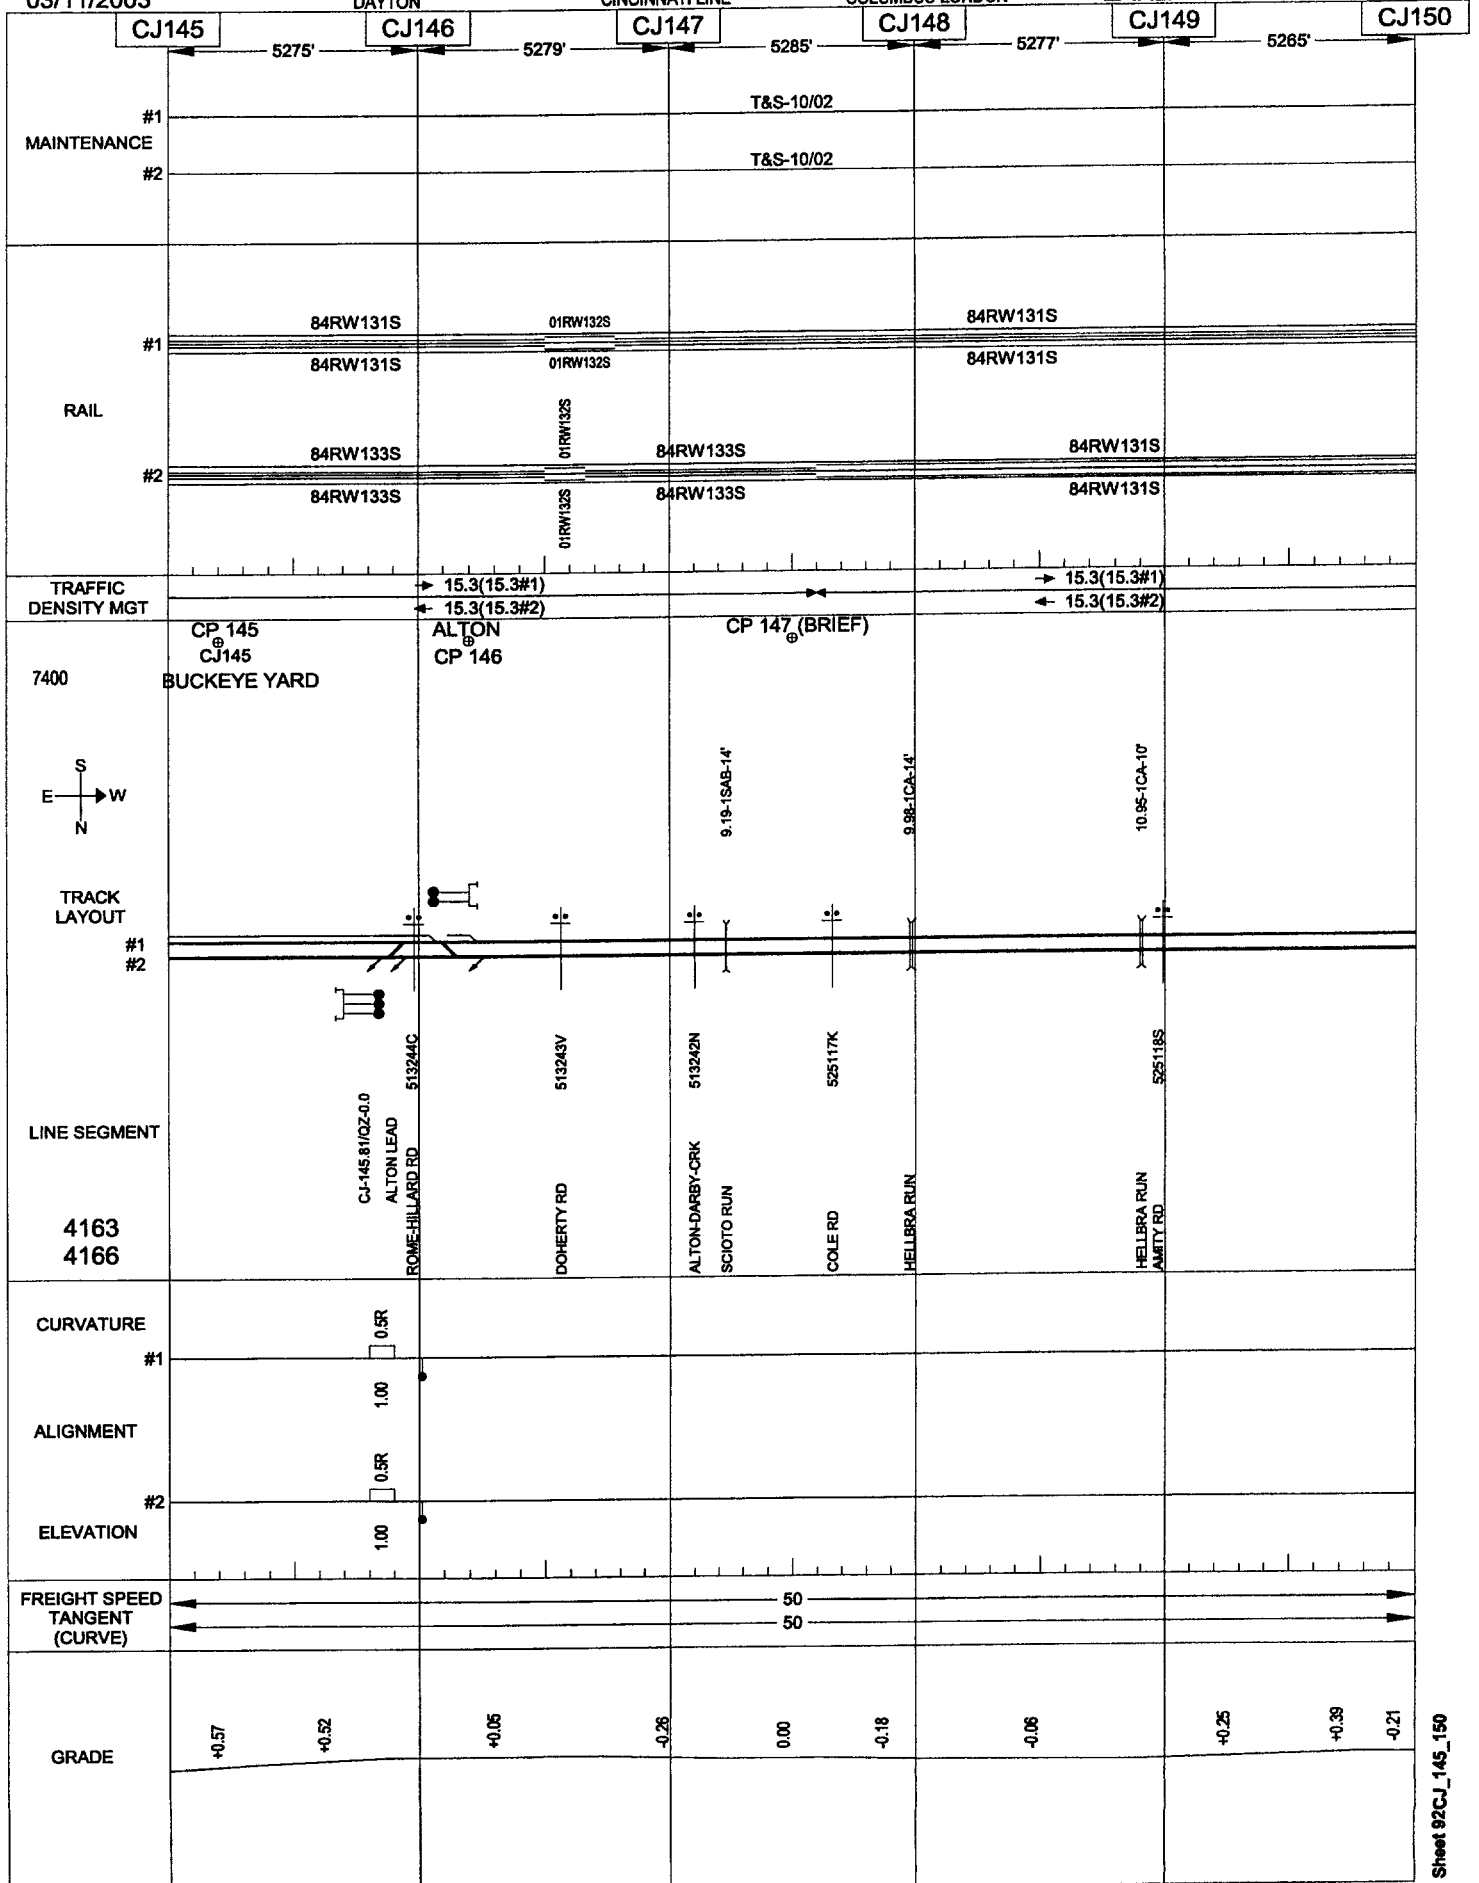 03/11/2003 DAYTON CINCINNATI LINE COLUMBUS-LONDON
CJ145 CJ146 CJ147 CJ148 CJ149 CJ150
5275' 5279' 5285' 5277' 5265'
#1 T&S-10/02
MAINTENANCE
#2 T&S-10/02
84RW131S 01RW132S 84RW131S
#1
84RW131S 01RW132S 84RW131S
RAIL
01RW132S
84RW133S 84RW133S 84RW131S
#2
84RW133S 84RW133S 84RW131S
01RW132S
TRAFFIC
DENSITY MGT
15.3(15.3#1) 15.3(15.3#1)
15.3(15.3#2) 15.3(15.3#2)
CP 145 ALTON CP 147 (BRIEF)
CJ145 CP 146
7400 BUCKEYE YARD
S
E W
N
9.19-1SAB-14' 9.98-1CA-14' 10.95-1CA-10'
TRACK
LAYOUT
#1
#2
513244C 513243V 513242N 525117K 525118S
LINE SEGMENT
CJ-145.81/QZ-0.0
ALTON LEAD
ROME-HILLARD RD
DOHERTY RD
ALTON-DARBY-CRK
SCIOTO RUN
COLE RD
HELLBRA RUN
HELLBRA RUN
AMITY RD
4163
4166
CURVATURE
0.5R
#1
1.00
ALIGNMENT
0.5R
#2
ELEVATION
1.00
FREIGHT SPEED
TANGENT
(CURVE)
50
50
GRADE
+0.57 +0.52 +0.05 -0.26 0.00 -0.18 -0.06 +0.25 +0.39 -0.21
Sheet 92CJ_145_150